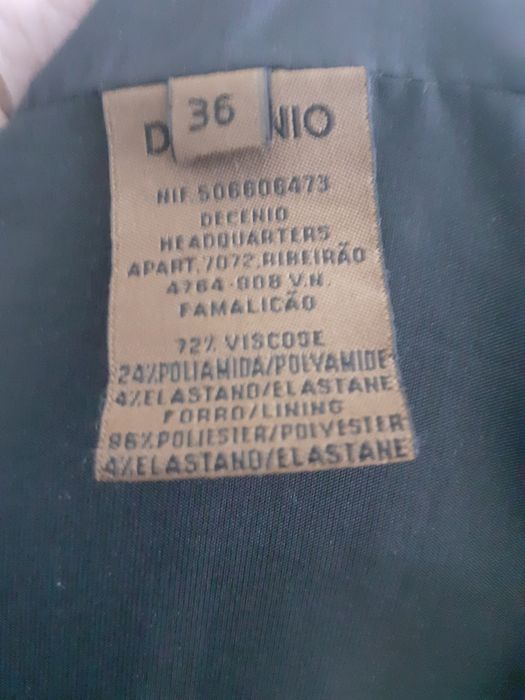 36
DECENIO
NIF.506606473
DECENIO
HEADQUARTERS
APART.7072.RIBEIRÃO
4764-908 V.N.
FAMALICÃO
72% VISCOSE
24%POLIAMIDA/POLYAMIDE
4%ELASTANO/ELASTANE
FORRO/LINING
96%POLIESTER/POLYESTER
4%ELASTANO/ELASTANE